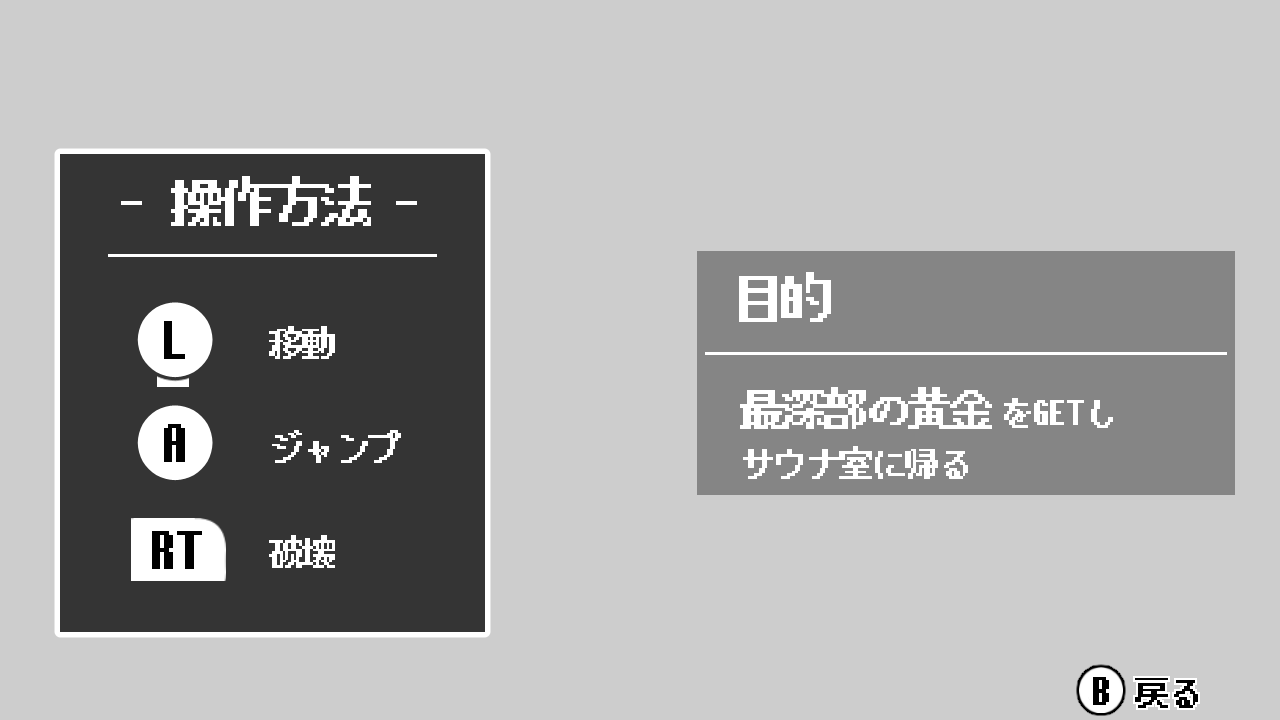 - 操作方法 -
L 移動
A ジャンプ
RT 破壊
目的
最深部の黄金をGETし
サウナ室に帰る
B 戻る